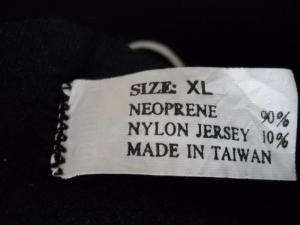 SIZE: XL
NEOPRENE 90%
NYLON JERSEY 10%
MADE IN TAIWAN